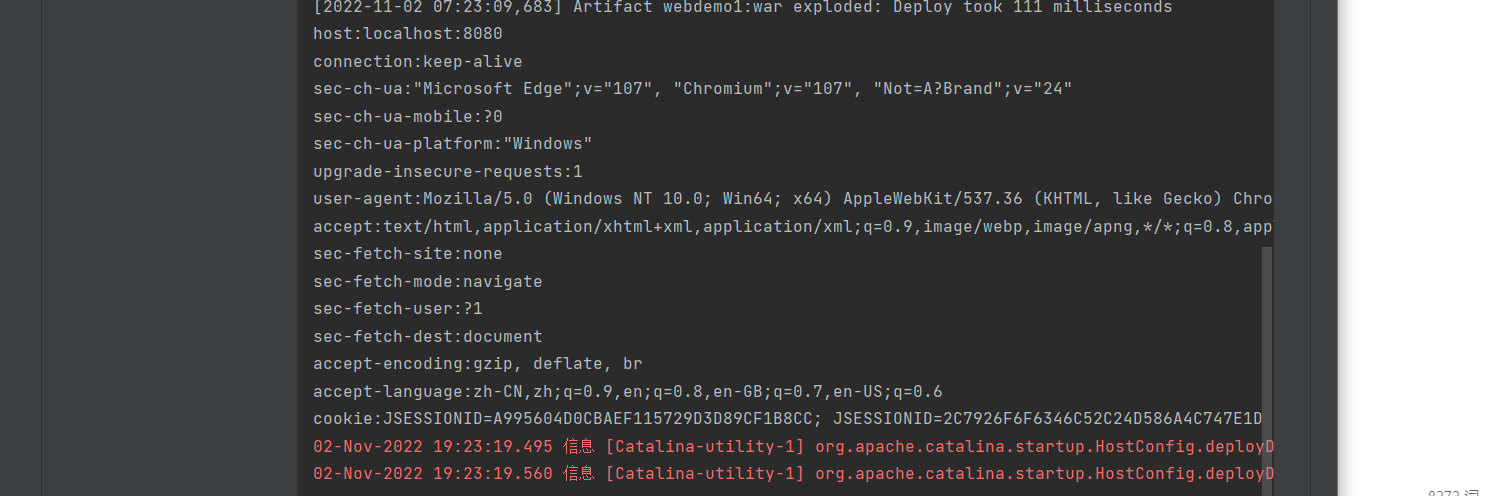 [2022-11-02 07:23:09,683] Artifact webdemo1:war exploded: Deploy took 111 milliseconds
host:localhost:8080
connection:keep-alive
sec-ch-ua:"Microsoft Edge";v="107", "Chromium";v="107", "Not=A?Brand";v="24"
sec-ch-ua-mobile:?0
sec-ch-ua-platform:"Windows"
upgrade-insecure-requests:1
user-agent:Mozilla/5.0 (Windows NT 10.0; Win64; x64) AppleWebKit/537.36 (KHTML, like Gecko) Chro
accept:text/html,application/xhtml+xml,application/xml;q=0.9,image/webp,image/apng,*/*;q=0.8,app
sec-fetch-site:none
sec-fetch-mode:navigate
sec-fetch-user:?1
sec-fetch-dest:document
accept-encoding:gzip, deflate, br
accept-language:zh-CN,zh;q=0.9,en;q=0.8,en-GB;q=0.7,en-US;q=0.6
cookie:JSESSIONID=A995604D0CBAEF115729D3D89CF1B8CC; JSESSIONID=2C7926F6F6346C52C24D586A4C747E1D
02-Nov-2022 19:23:19.495 信息 [Catalina-utility-1] org.apache.catalina.startup.HostConfig.deployD
02-Nov-2022 19:23:19.560 信息 [Catalina-utility-1] org.apache.catalina.startup.HostConfig.deployD